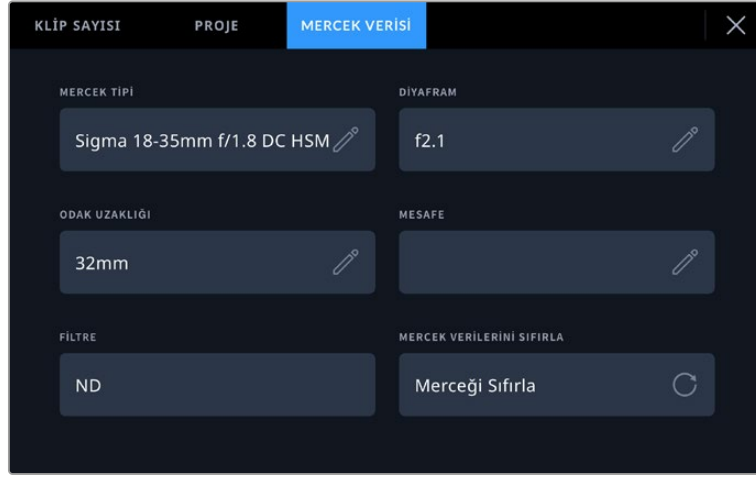 KLİP SAYISI PROJE MERCEK VERİSİ
MERCEK TİPİ
Sigma 18-35mm f/1.8 DC HSM
DİYAFRAM
f2.1
ODAK UZAKLIĞI
32mm
MESAFE
FİLTRE
ND
MERCEK VERİLERİNİ SIFIRLA
Merceği Sıfırla